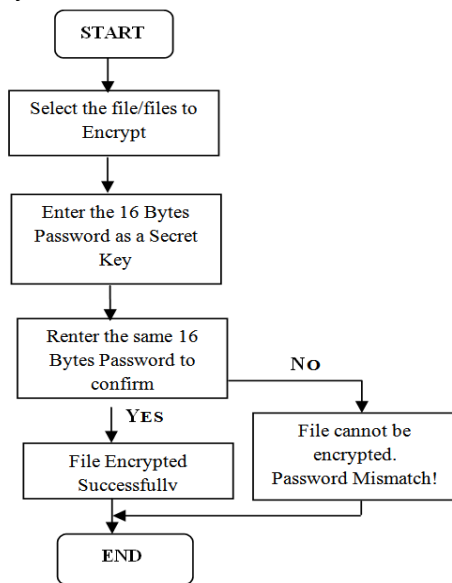 START
Select the file/files to
Encrypt
Enter the 16 Bytes
Password as a Secret
Key
Renter the same 16
Bytes Password to
confirm
NO
YES
File cannot be
encrypted.
Password Mismatch!
File Encrypted
Successfully
END